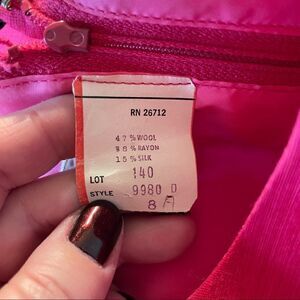 RN 26712
47 % WOOL
38 % RAYON
15 % SILK
LOT 140
STYLE 9980 D
8